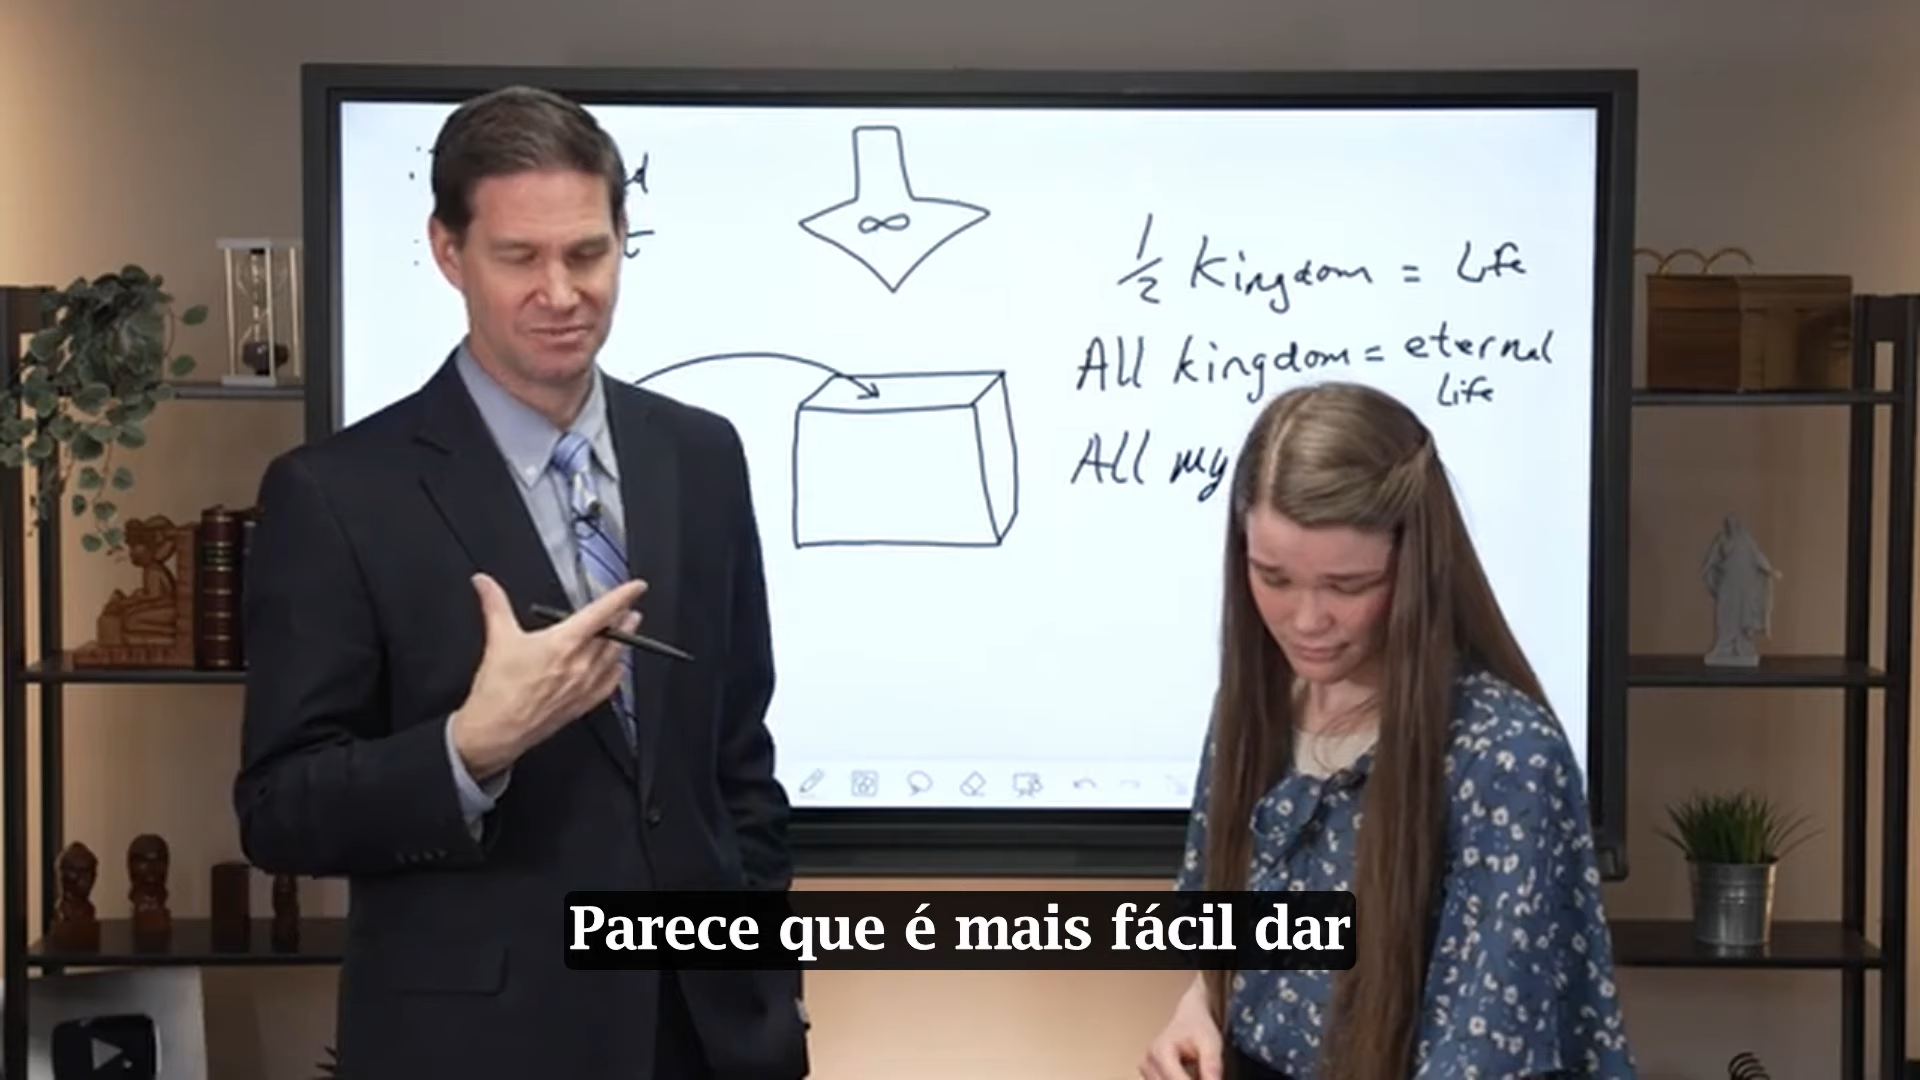 ∞
1/2 Kingdom = Life
All kingdom = eternal
Life
All my
Parece que é mais fácil dar